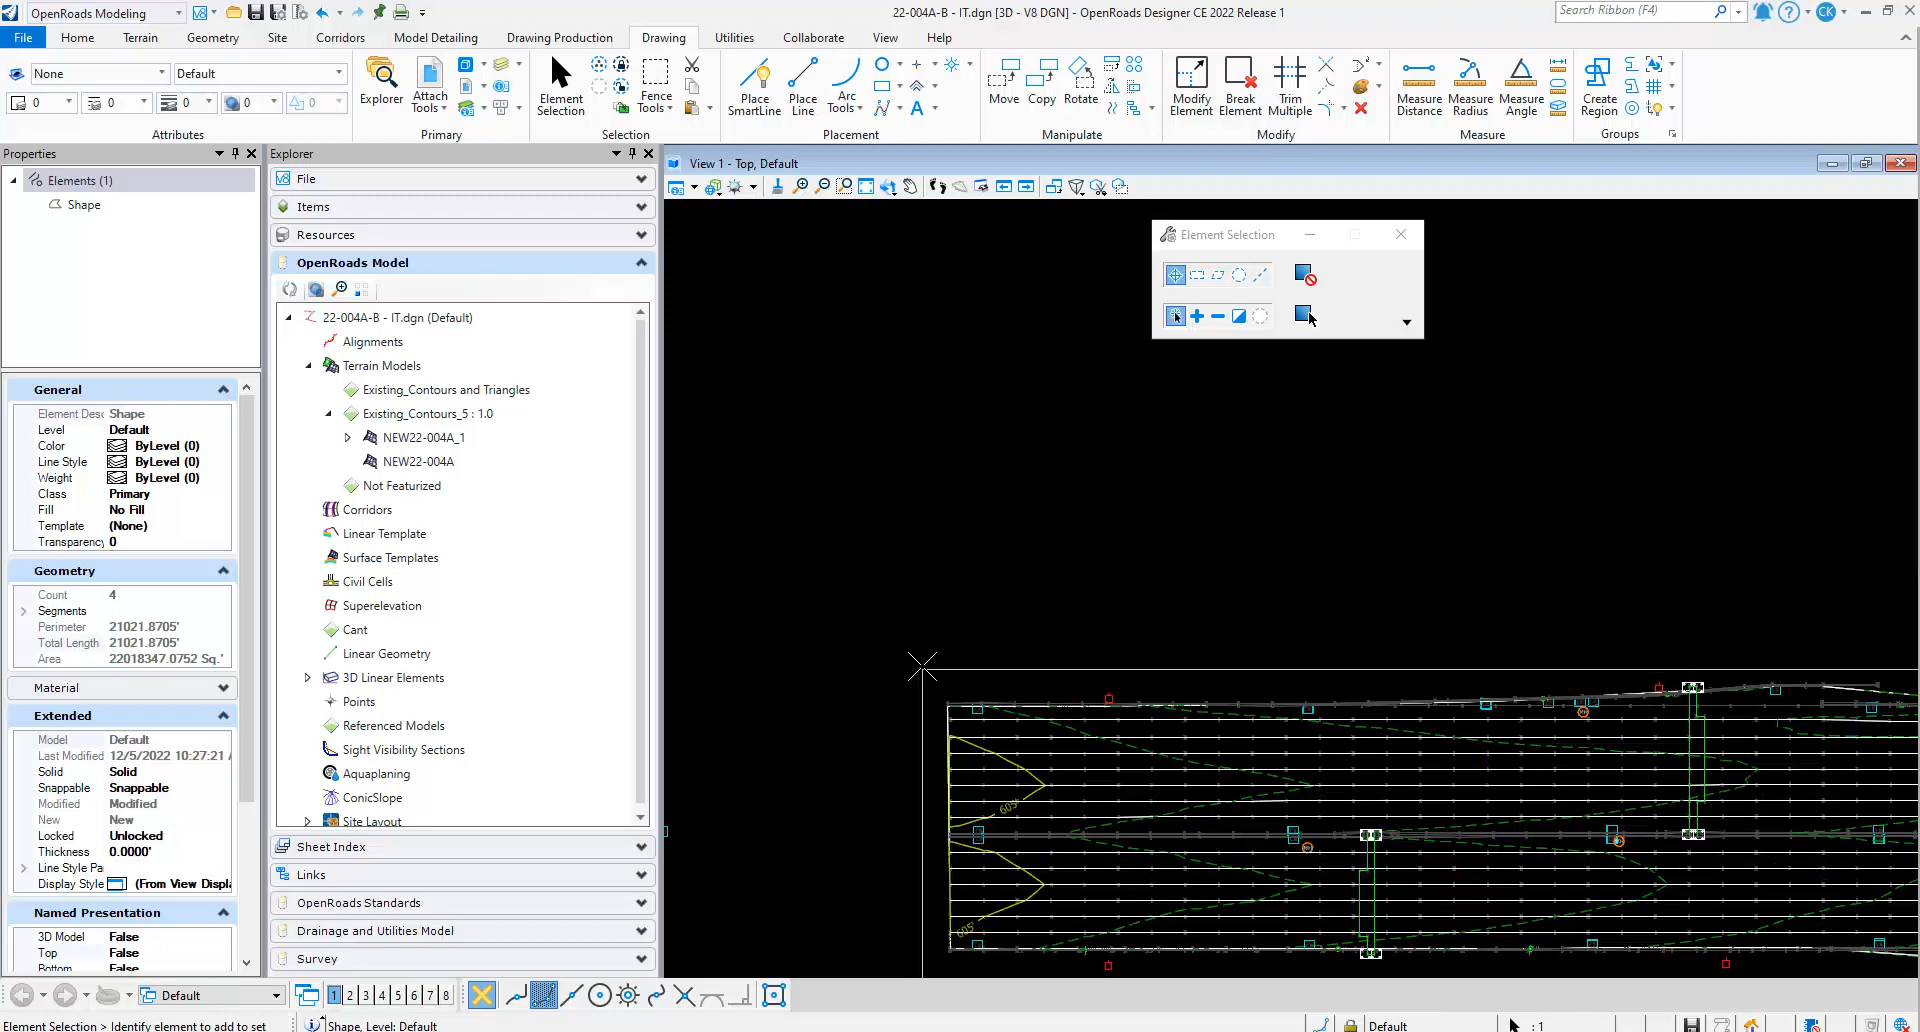 OpenRoads Modeling
22-004A-B - IT.dgn [3D - V8 DGN] - OpenRoads Designer CE 2022 Release 1
Search Ribbon (F4)
CK
File Home Terrain Geometry Site Corridors Model Detailing Drawing Production Drawing Utilities Collaborate View Help
None
Default
0 0 0 0 0
Attributes
Explorer
Attach Tools
Primary
Element Selection
Fence Tools
Selection
Place SmartLine
Place Line
Arc Tools
Placement
Move Copy Rotate
Manipulate
Modify Element
Break Element
Trim Multiple
Modify
Measure Distance
Measure Radius
Measure Angle
Measure
Create Region
Groups
Properties
Elements (1)
Shape
General
Element Desc Shape
Level Default
Color ByLevel (0)
Line Style ByLevel (0)
Weight ByLevel (0)
Class Primary
Fill No Fill
Template (None)
Transparency 0
Geometry
Count 4
Segments
Perimeter 21021.8705'
Total Length 21021.8705'
Area 22018347.0752 Sq.'
Material
Extended
Model Default
Last Modified 12/5/2022 10:27:21
Solid Solid
Snappable Snappable
Modified Modified
New New
Locked Unlocked
Thickness 0.0000'
Line Style Pa
Display Style (From View Displ
Named Presentation
3D Model False
Top False
Bottom False
Explorer
File
Items
Resources
OpenRoads Model
22-004A-B - IT.dgn (Default)
Alignments
Terrain Models
Existing_Contours and Triangles
Existing_Contours_5 : 1.0
NEW22-004A_1
NEW22-004A
Not Featurized
Corridors
Linear Template
Surface Templates
Civil Cells
Superelevation
Cant
Linear Geometry
3D Linear Elements
Points
Referenced Models
Sight Visibility Sections
Aquaplaning
ConicSlope
Site Layout
Sheet Index
Links
OpenRoads Standards
Drainage and Utilities Model
Survey
View 1 - Top, Default
Element Selection
605'
605'
Default
1 2 3 4 5 6 7 8
Element Selection > Identify element to add to set
Shape, Level: Default
Default
: 1